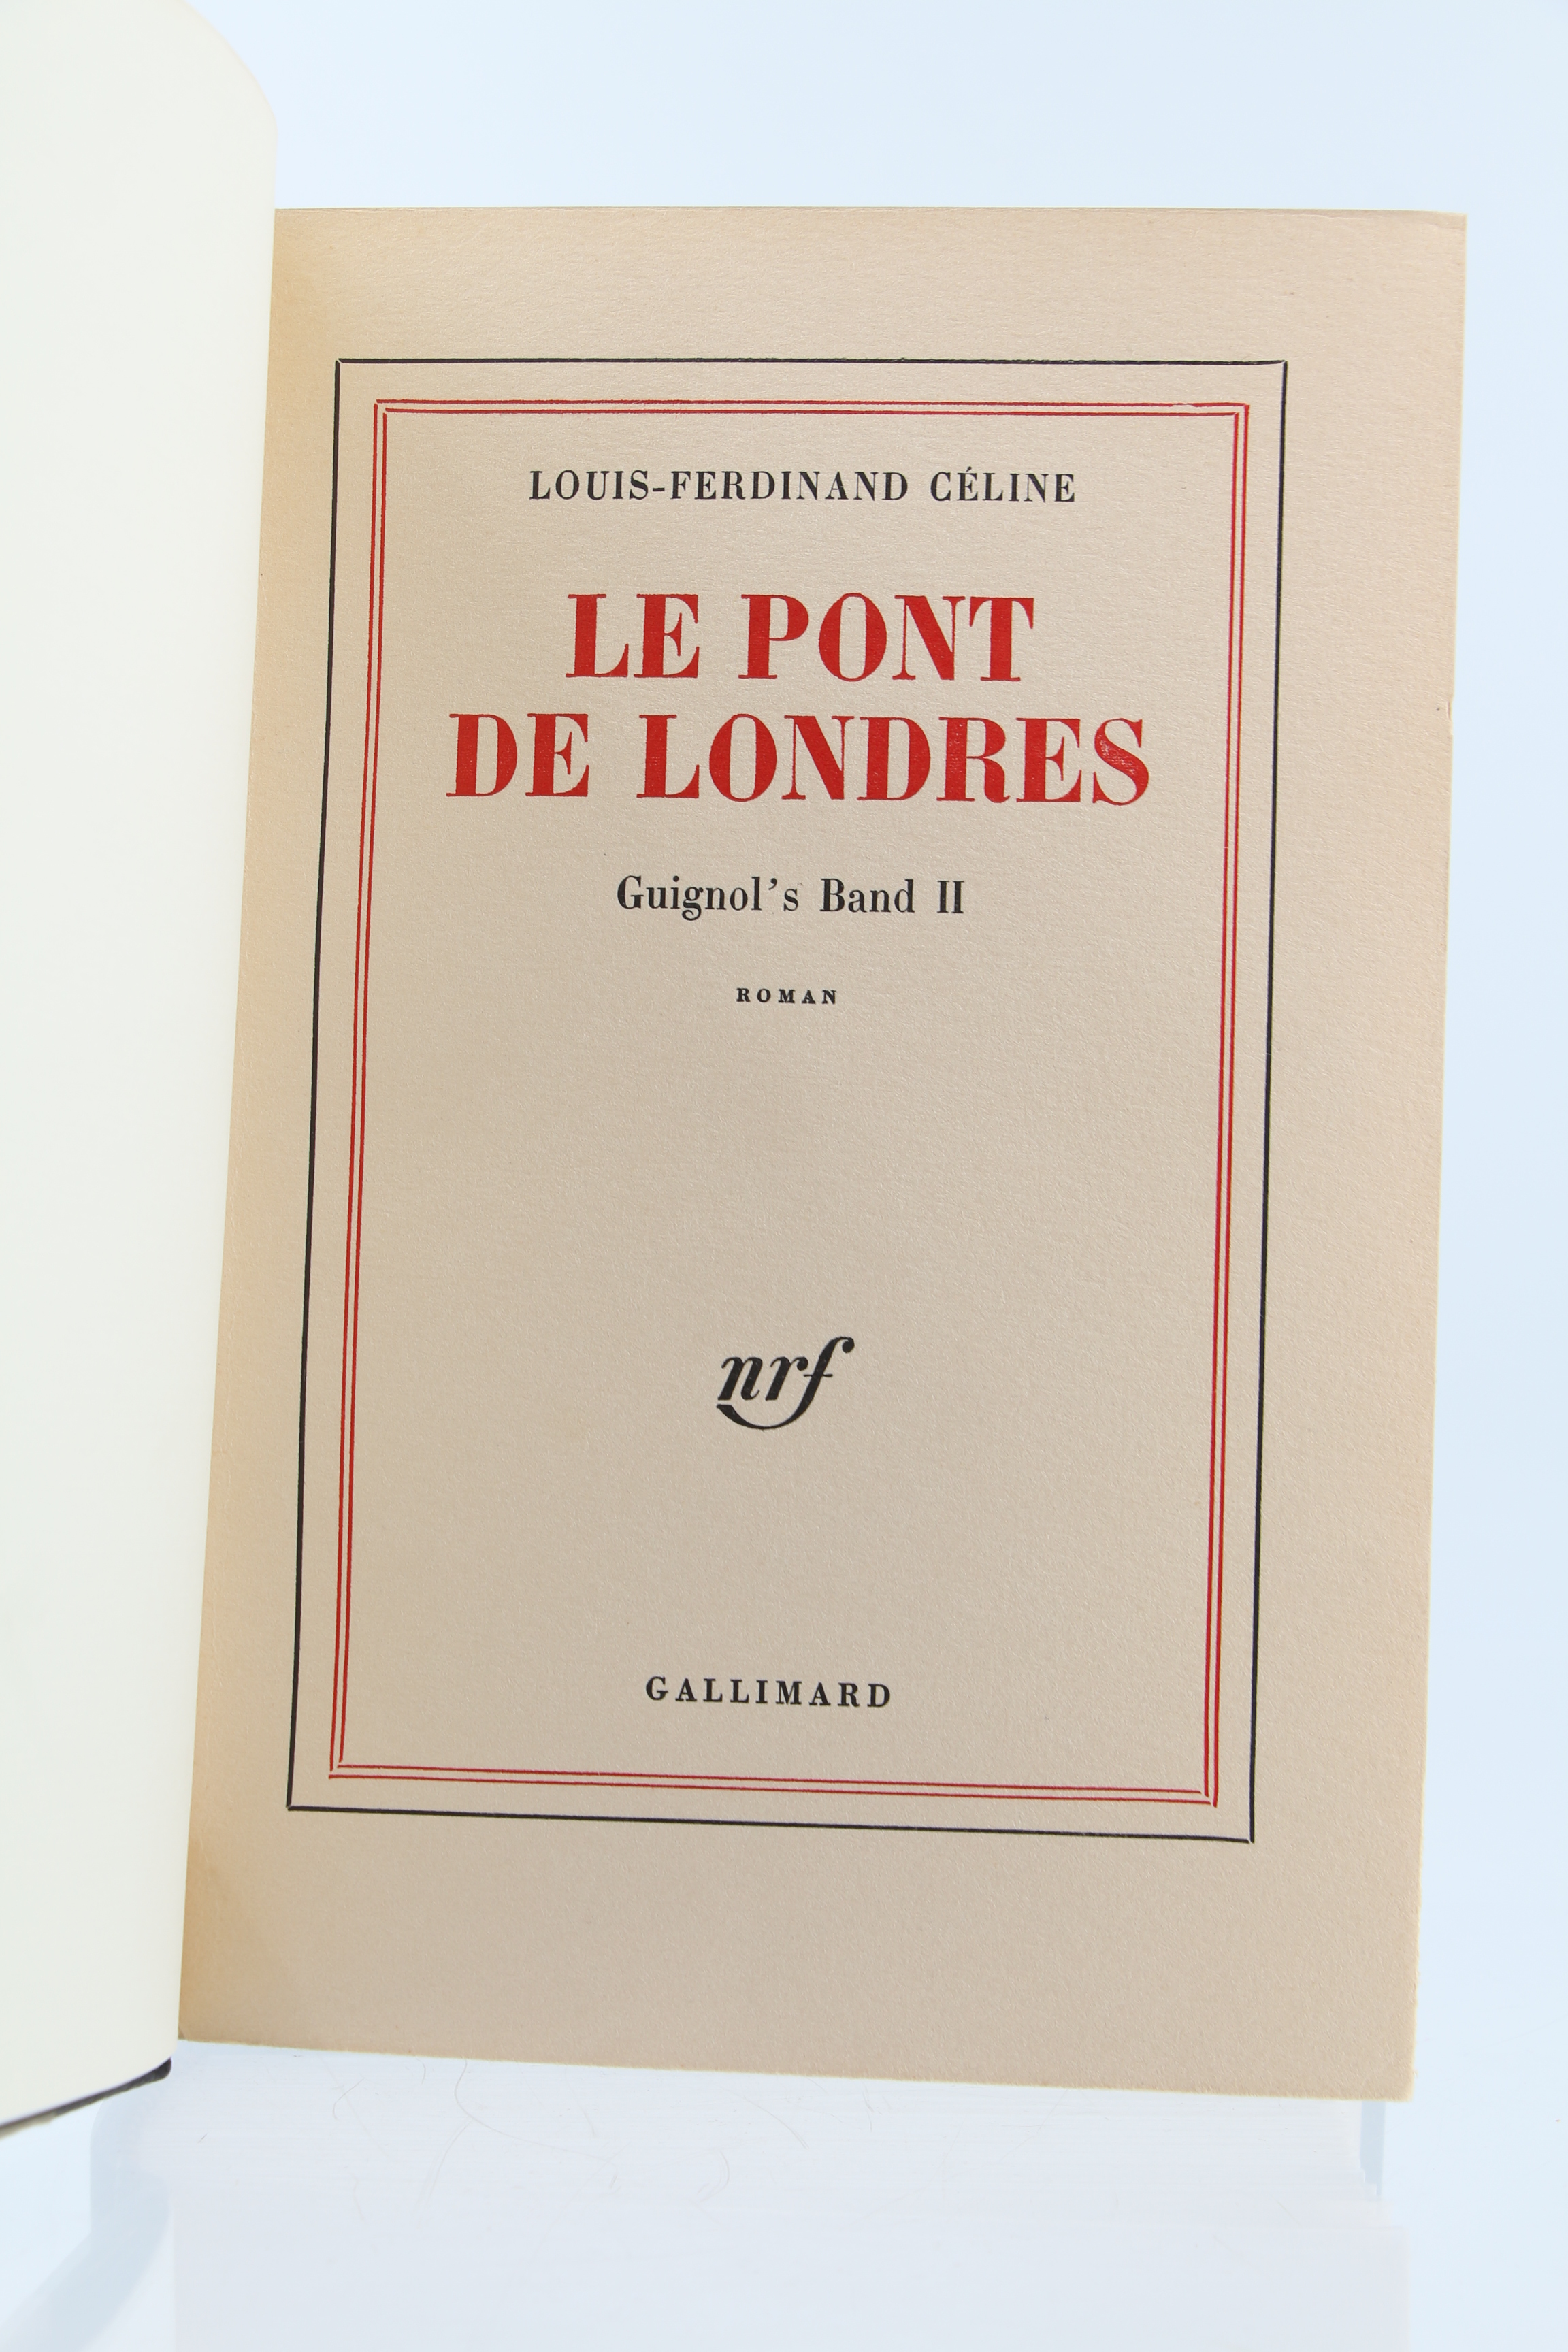 LOUIS-FERDINAND CÉLINE
LE PONT
DE LONDRES
Guignol's Band II
ROMAN
nrf
GALLIMARD